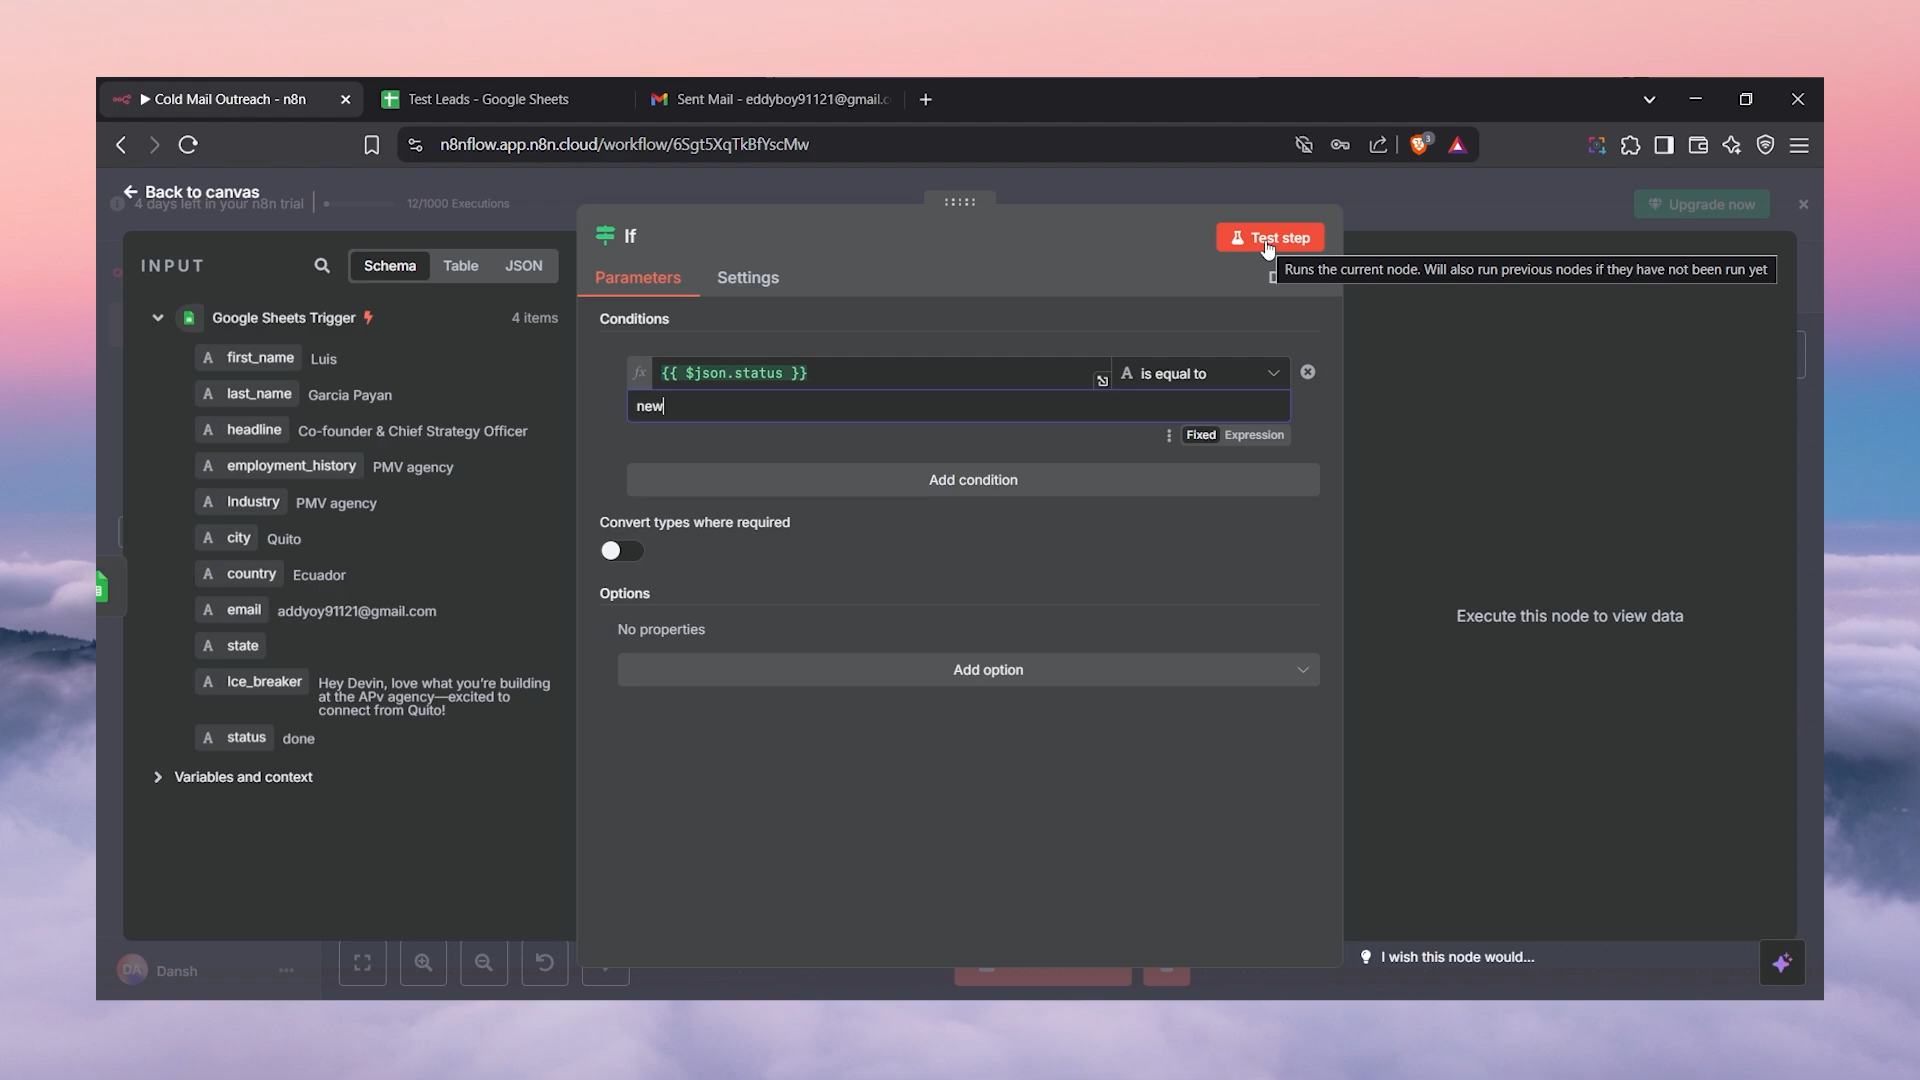 Cold Mail Outreach - n8n
Test Leads - Google Sheets
Sent Mail - eddyboy91121@gmail.c
n8nflow.app.n8n.cloud/workflow/6Sgt5XqTkBfYscMw
3
Back to canvas
4 days left in your n8n trial
12/1000 Executions
Upgrade now
INPUT
Schema
Table
JSON
If
Test step
Runs the current node. Will also run previous nodes if they have not been run yet
Parameters
Settings
D
Google Sheets Trigger
4 items
A first_name Luis
A last_name Garcia Payan
A headline Co-founder & Chief Strategy Officer
A employment_history PMV agency
A Industry PMV agency
A city Quito
A country Ecuador
A email addyoy91121@gmail.com
A state
A Ice_breaker Hey Devin, love what you're building
at the APv agency—excited to
connect from Quito!
A status done
Variables and context
Conditions
fx {{ $json.status }}
A is equal to
new
Fixed Expression
Add condition
Convert types where required
Options
No properties
Add option
Execute this node to view data
I wish this node would...
DA Dansh